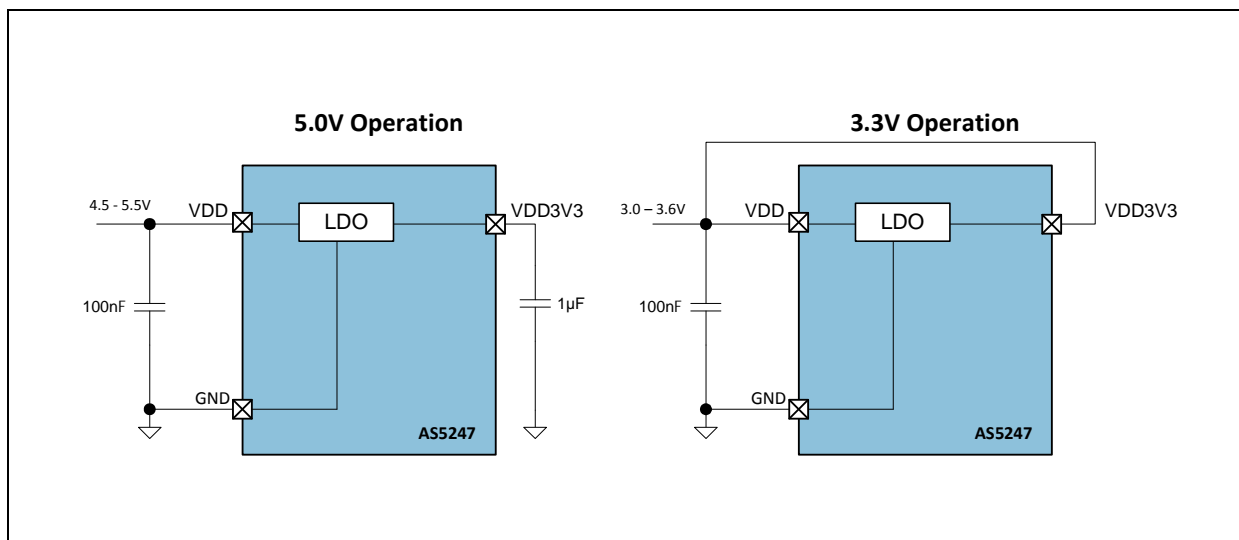 5.0V Operation
4.5 - 5.5V
VDD
LDO
VDD3V3
100nF
1µF
GND
AS5247
3.3V Operation
3.0 – 3.6V
VDD
LDO
VDD3V3
100nF
GND
AS5247